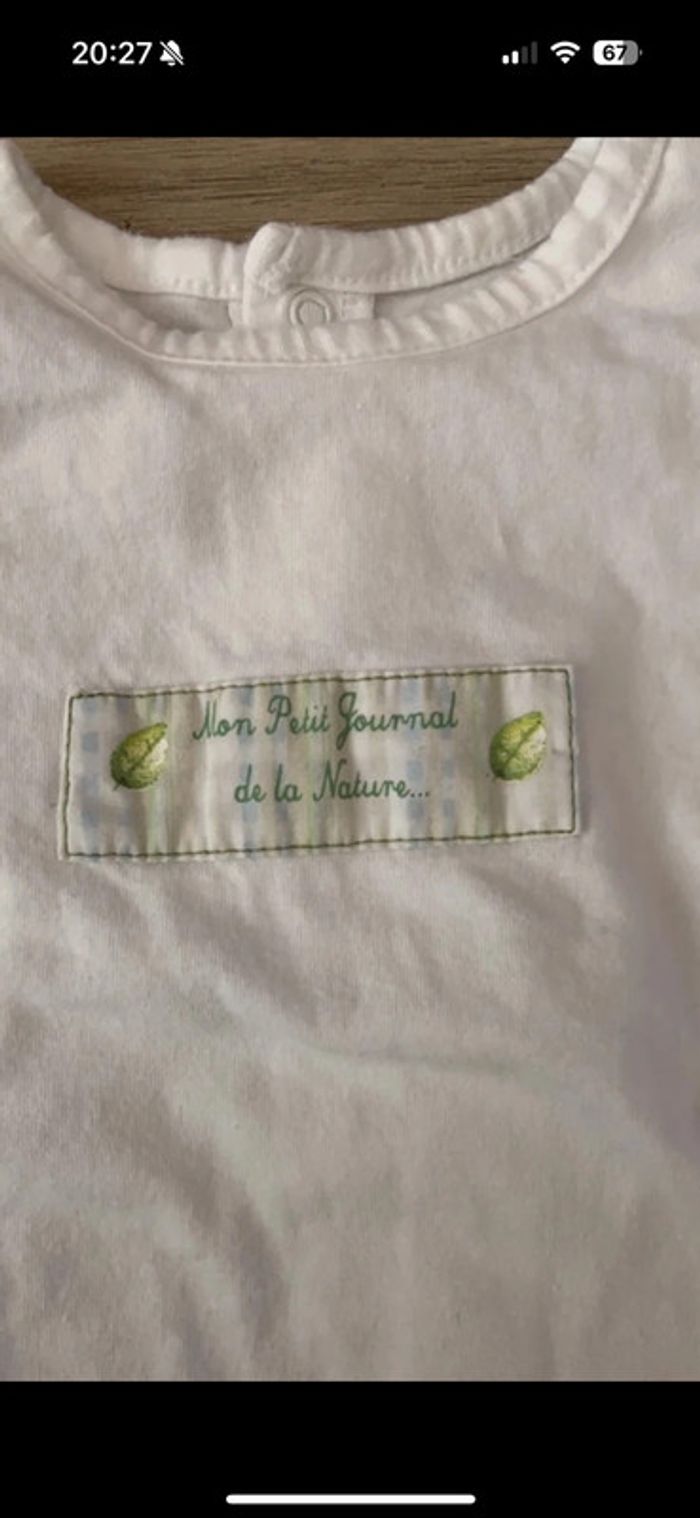 20:27
67
Mon Petit Journal
de la Nature...